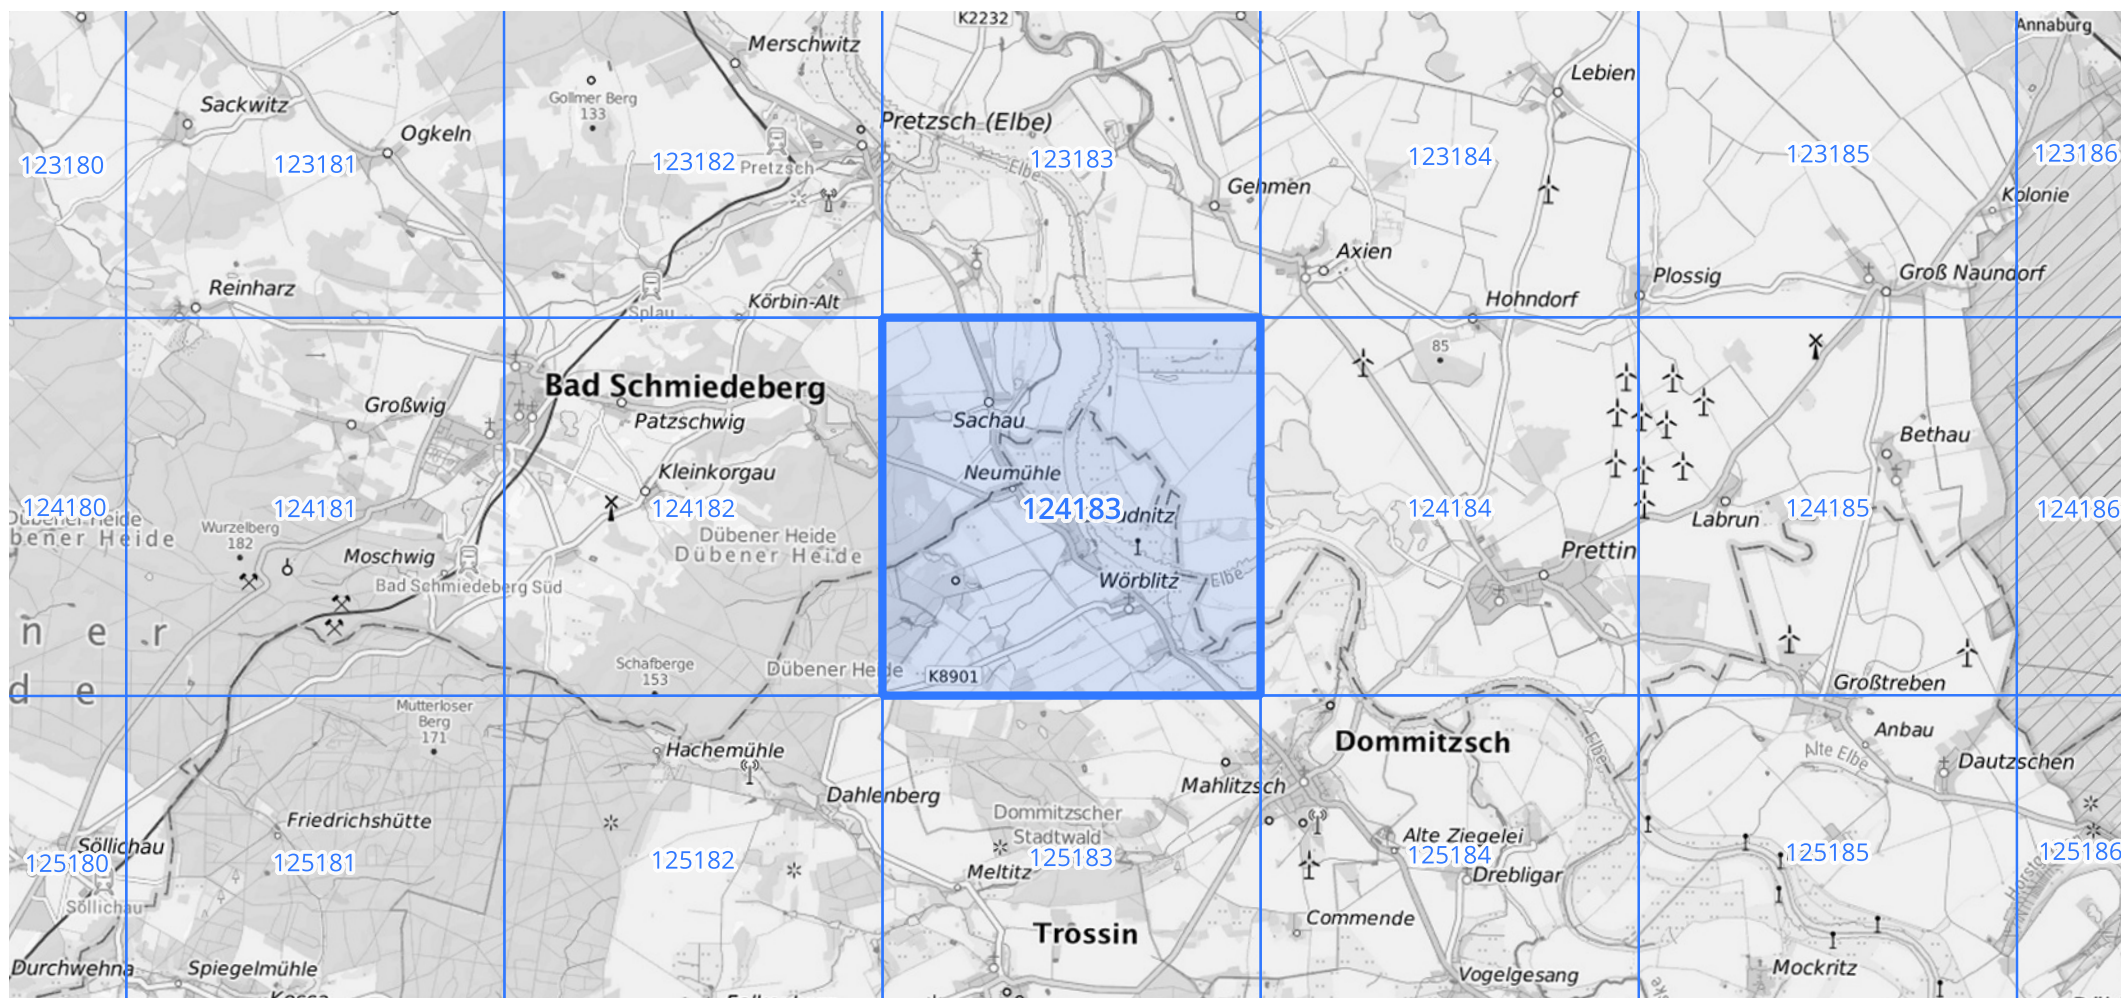 K2232
Annaburg
Merschwitz
Lebien
Gollmer Berg
133
Sackwitz
Ogkeln
Pretzsch (Elbe)
123180
123181
123182
Pretzsch
Elbe
123183
123184
123185
123186
Gehmen
Kolonie
Axien
Plossig
Groß Naundorf
Reinharz
Splau
Körbin-Alt
Hohndorf
85
Bad Schmiedeberg
Großwig
Patzschwig
Sachau
Bethau
Kleinkorgau
Neumühle
124180
124181
124182
124183
124184
124185
124186
Labrun
Dübener Heide
Wurzelberg
182
Dübener Heide
Dübener Heide
Moschwig
Bad Schmiedeberg Süd
Prettin
Wörblitz
Elbe
n e r
d e
Schafberge
153
Dübener Heide
K8901
Großtreben
Mutterloser
Berg
171
Hachemühle
Dommitzsch
Elbe
Anbau
Alte Elbe
Dautzschen
Mahlitzsch
Dahlenberg
Dommitzscher
Stadtwald
Friedrichshütte
Alte Ziegelei
Söllichau
125180
125181
125182
125183
125184
125185
125186
Meltitz
Drebligar
Söllichau
Commende
Trossin
Durchwehna
Spiegelmühle
Vogelgesang
Mockritz